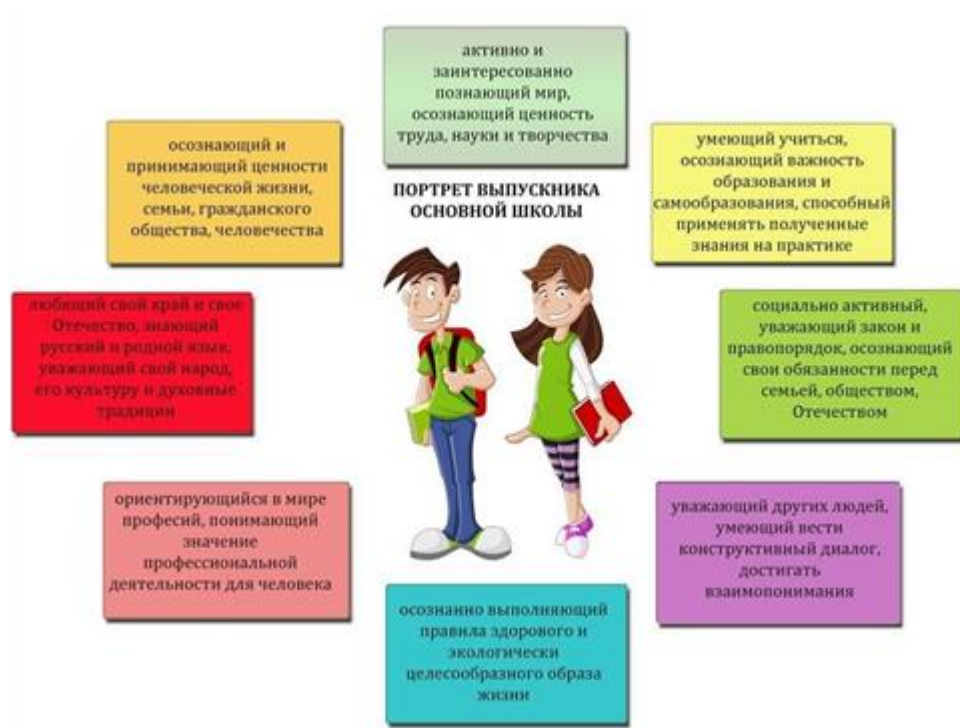 активно и
заинтересованно
познающий мир,
осознающий ценность
труда, науки и творчества
осознающий и
принимающий ценности
человеческой жизни,
семьи, гражданского
общества, человечества
умеющий учиться,
осознающий важность
образования и
самообразования, способный
применять полученные
знания на практике
ПОРТРЕТ ВЫПУСКНИКА
ОСНОВНОЙ ШКОЛЫ
любящий свой край и свое
Отечество, знающий
русский и родной язык,
уважающий свой народ,
его культуру и духовные
традиции
социально активный,
уважающий закон и
правопорядок, осознающий
свои обязанности перед
семьей, обществом,
Отечеством
ориентирующийся в мире
професий, понимающий
значение
профессиональной
деятельности для человека
уважающий других людей,
умеющий вести
конструктивный диалог,
достигать
взаимопонимания
осознанно выполняющий
правила здорового и
экологически
целесообразного образа
жизни